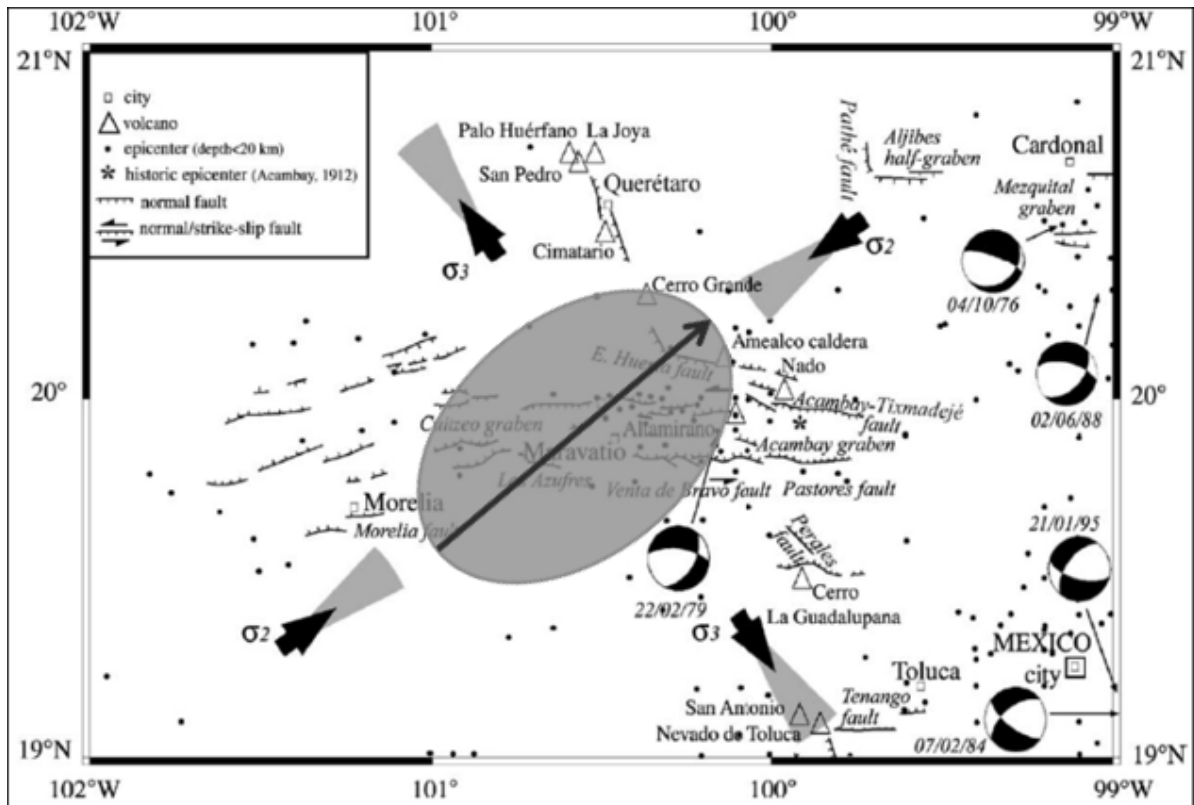 102°W 101° 100° 99°W
21°N 21°N
city
volcano
epicenter (depth<20 km)
* historic epicenter (Acambay, 1912)
normal fault
normal/strike-slip fault
Palo Huérfano La Joya
San Pedro
Querétaro
Cimatario
σ3
Pathé fault
Aljibes
half-graben
Cardonal
Mezquital
graben
σ2
04/10/76
Cerro Grande
Amealco caldera
Nado
E. Huerta fault
20° 20°
02/06/88
Acambay-Tixmadejé
fault
Cuitzeo graben
Altamirano
Acambay graben
Maravatío
Los Azufres
Venta de Bravo fault
Pastores fault
Morelia
Morelia fault
21/01/95
Perales
fault
Cerro
La Guadalupana
22/02/79
σ2
σ3
MEXICO
city
Toluca
San Antonio
Nevado de Toluca
Tenango
fault
07/02/84
19°N 19°N
102°W 101° 100° 99°W